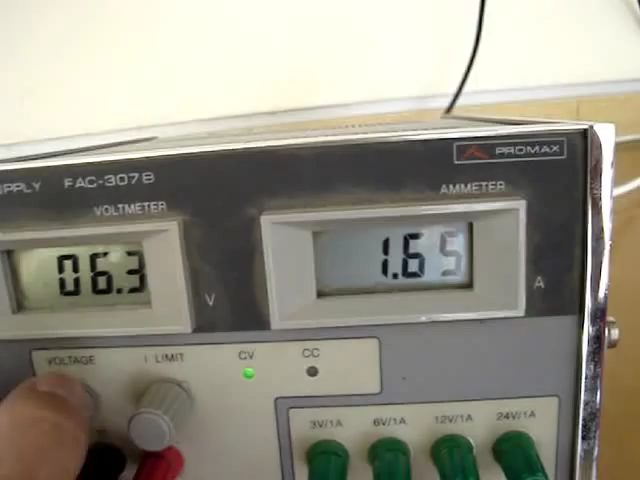 PPLY FAC-307B
PROMAX
VOLTMETER
AMMETER
06.3 V
1.65 A
VOLTAGE
I LIMIT
CV
CC
3V/1A
6V/1A
12V/1A
24V/1A